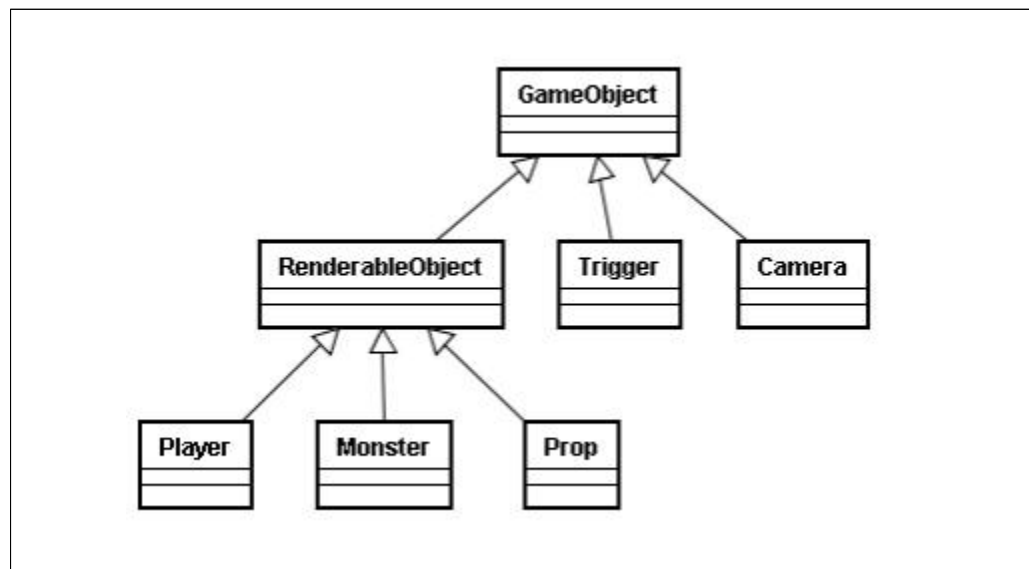 GameObject
RenderableObject
Trigger
Camera
Player
Monster
Prop